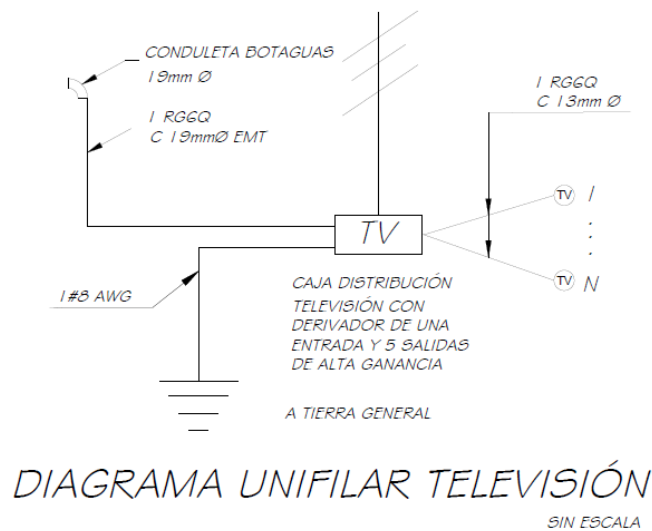 CONDULETA BOTAGUAS
19mm Ø
1 RG6Q
C 19mmØ EMT
1 RG6Q
C 13mm Ø
TV 1
TV
TV N
1#8 AWG
CAJA DISTRIBUCIÓN
TELEVISIÓN CON
DERIVADOR DE UNA
ENTRADA Y 5 SALIDAS
DE ALTA GANANCIA
A TIERRA GENERAL
DIAGRAMA UNIFILAR TELEVISIÓN
SIN ESCALA